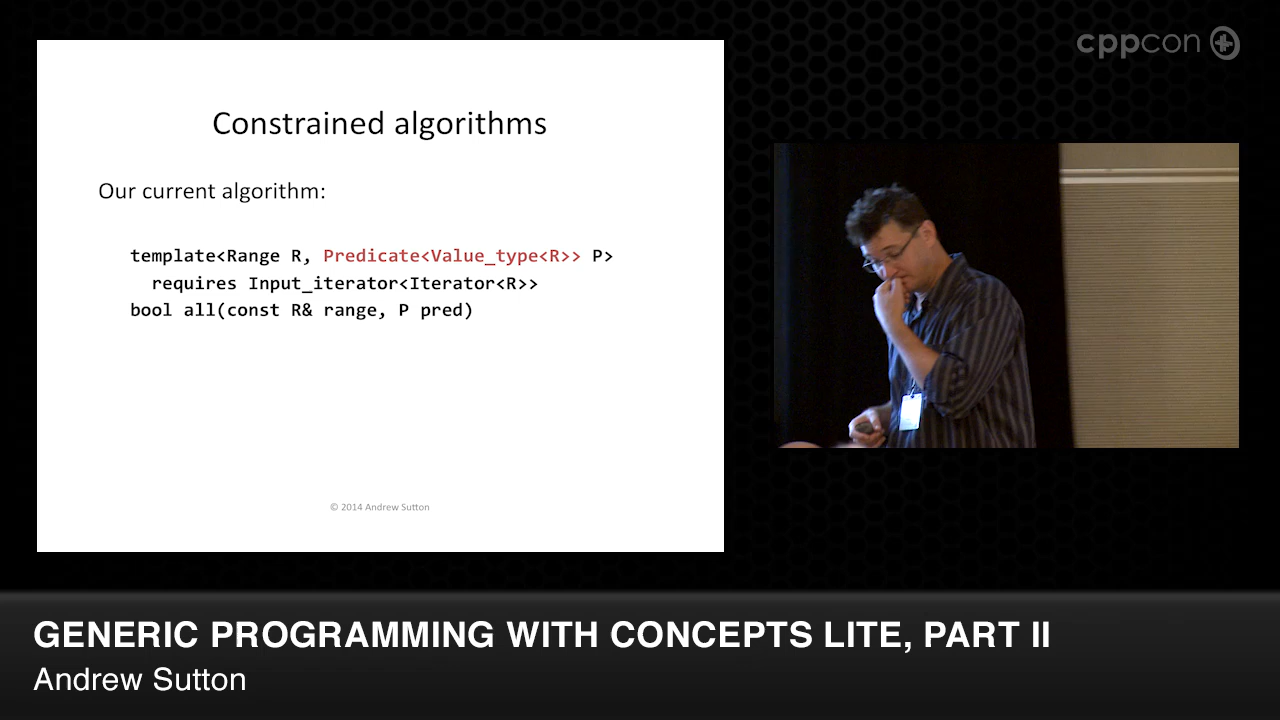 cppcon
Constrained algorithms
Our current algorithm:
template<Range R, Predicate<Value_type<R>> P>
requires Input_iterator<Iterator<R>>
bool all(const R& range, P pred)
© 2014 Andrew Sutton
GENERIC PROGRAMMING WITH CONCEPTS LITE, PART II
Andrew Sutton